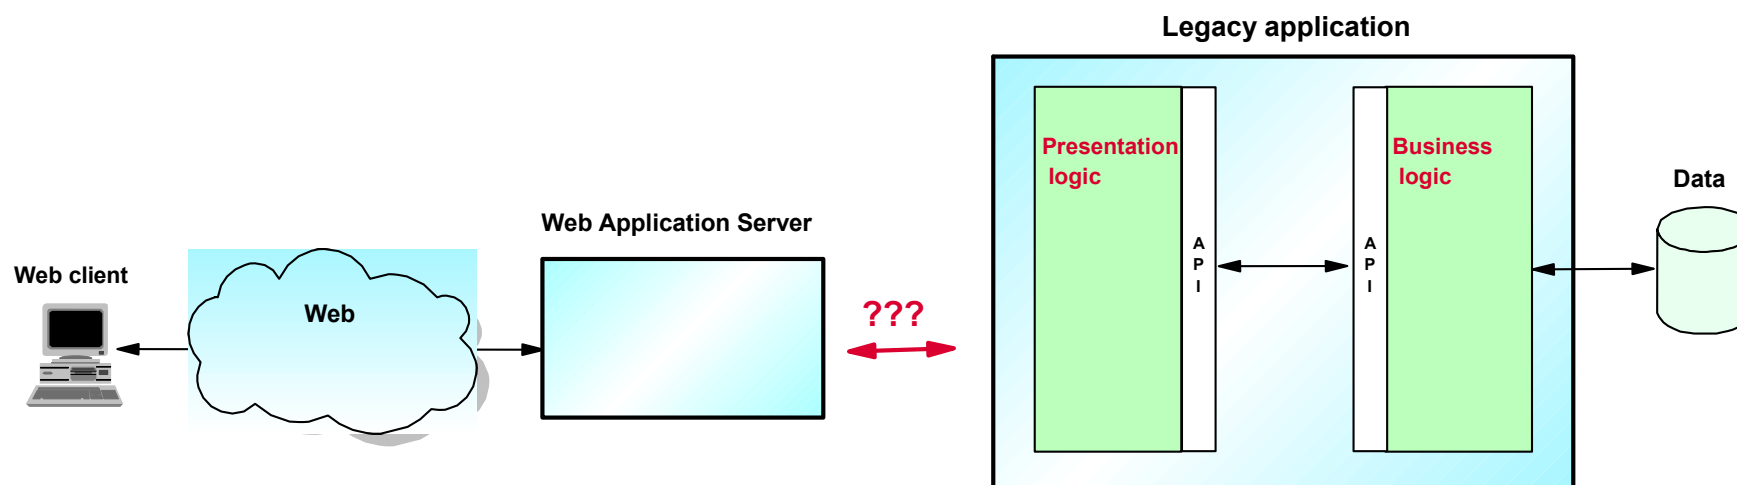 Legacy application
Presentation
logic
Business
logic
Data
Web Application Server
A
P
I
A
P
I
Web client
Web
???